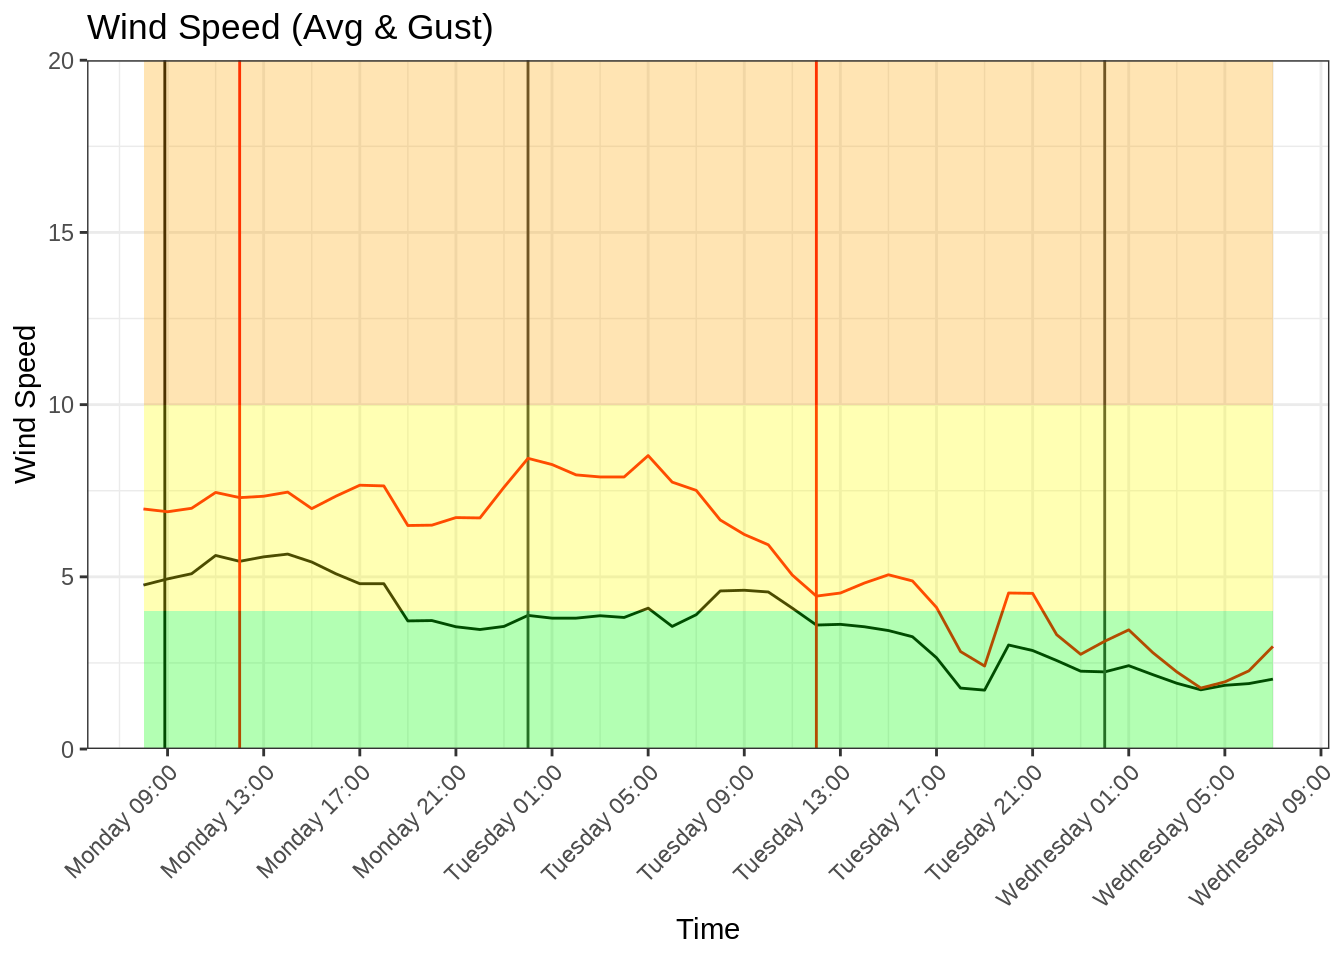 Wind Speed (Avg & Gust)
20
15
10
5
0
Wind Speed
Monday 09:00
Monday 13:00
Monday 17:00
Monday 21:00
Tuesday 01:00
Tuesday 05:00
Tuesday 09:00
Tuesday 13:00
Tuesday 17:00
Tuesday 21:00
Wednesday 01:00
Wednesday 05:00
Wednesday 09:00
Time